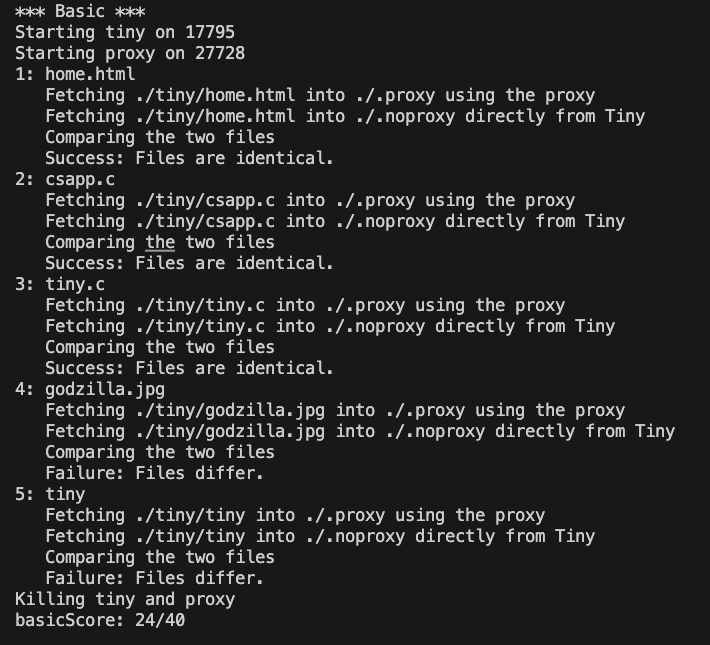 *** Basic ***
Starting tiny on 17795
Starting proxy on 27728
1: home.html
   Fetching ./tiny/home.html into ./.proxy using the proxy
   Fetching ./tiny/home.html into ./.noproxy directly from Tiny
   Comparing the two files
   Success: Files are identical.
2: csapp.c
   Fetching ./tiny/csapp.c into ./.proxy using the proxy
   Fetching ./tiny/csapp.c into ./.noproxy directly from Tiny
   Comparing the two files
   Success: Files are identical.
3: tiny.c
   Fetching ./tiny/tiny.c into ./.proxy using the proxy
   Fetching ./tiny/tiny.c into ./.noproxy directly from Tiny
   Comparing the two files
   Success: Files are identical.
4: godzilla.jpg
   Fetching ./tiny/godzilla.jpg into ./.proxy using the proxy
   Fetching ./tiny/godzilla.jpg into ./.noproxy directly from Tiny
   Comparing the two files
   Failure: Files differ.
5: tiny
   Fetching ./tiny/tiny into ./.proxy using the proxy
   Fetching ./tiny/tiny into ./.noproxy directly from Tiny
   Comparing the two files
   Failure: Files differ.
Killing tiny and proxy
basicScore: 24/40